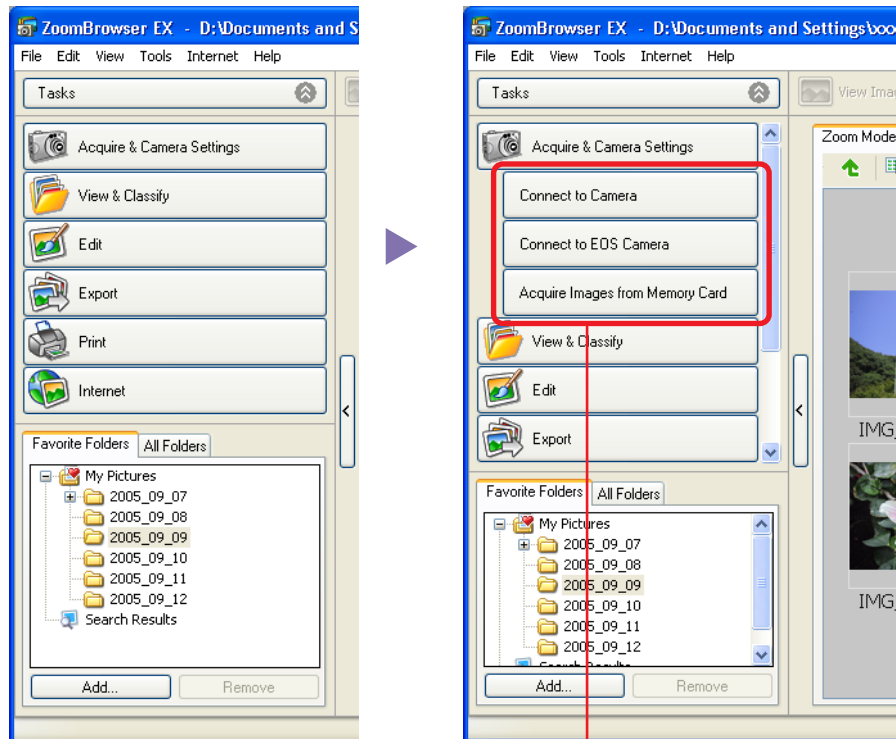 ZoomBrowser EX - D:\Documents and S
File Edit View Tools Internet Help
Tasks
Acquire & Camera Settings
View & Classify
Edit
Export
Print
Internet
<
Favorite Folders All Folders
My Pictures
2005_09_07
2005_09_08
2005_09_09
2005_09_10
2005_09_11
2005_09_12
Search Results
Add... Remove
ZoomBrowser EX - D:\Documents and Settings\xxx
File Edit View Tools Internet Help
Tasks
View Imag
Acquire & Camera Settings
Connect to Camera
Connect to EOS Camera
Acquire Images from Memory Card
View & Classify
Edit
Export
<
Zoom Mode
IMG_
IMG_
Favorite Folders All Folders
My Pictures
2005_09_07
2005_09_08
2005_09_09
2005_09_10
2005_09_11
2005_09_12
Add... Remove